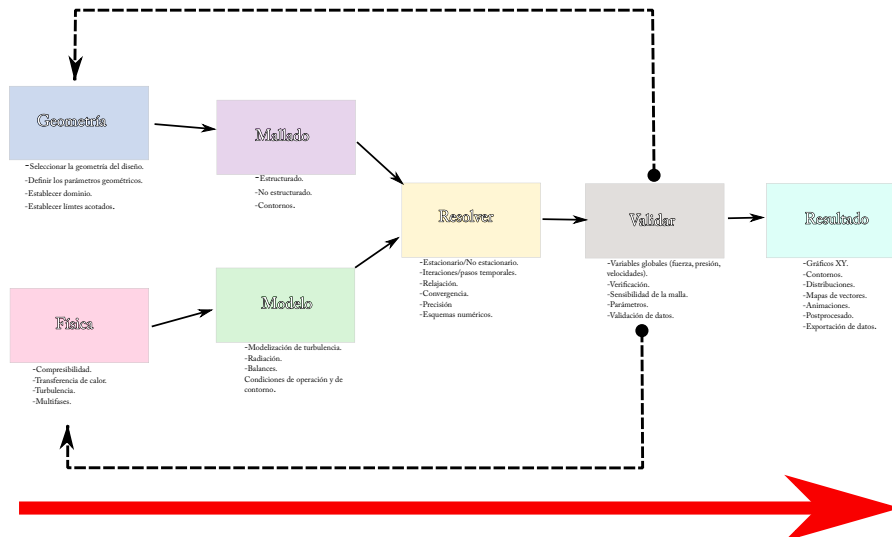 Geometría
-Seleccionar la geometría del diseño.
-Definir los parámetros geométricos.
-Establecer dominio.
-Establecer límtes acotados.
Mallado
-Estructurado.
-No estructurado.
-Contornos.
Física
-Compresibilidad.
-Transferencia de calor.
-Turbulencia.
-Multifases.
Modelo
-Modelización de turbulencia.
-Radiación.
-Balances.
Condiciones de operación y de
contorno.
Resolver
-Estacionario/No estacionario.
-Iteraciones/pasos temporales.
-Relajación.
-Convergencia.
-Precisión
-Esquemas numéricos.
Validar
-Variables globales (fuerza, presión,
velocidades).
-Verificación.
-Sensibilidad de la malla.
-Parámetros.
-Validación de datos.
Resultado
-Gráficos XY.
-Contornos.
-Distribuciones.
-Mapas de vectores.
-Animaciones.
-Postprocesado.
-Exportación de datos.